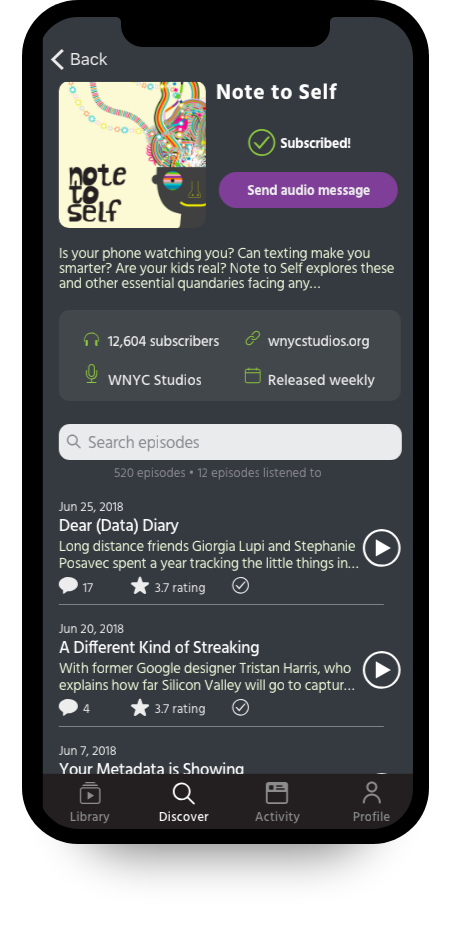 Back
note
to
self
Note to Self
Subscribed!
Send audio message
Is your phone watching you? Can texting make you
smarter? Are your kids real? Note to Self explores these
and other essential quandaries facing any...
12,604 subscribers
wnycstudios.org
WNYC Studios
Released weekly
Search episodes
520 episodes • 12 episodes listened to
Jun 25, 2018
Dear (Data) Diary
Long distance friends Giorgia Lupi and Stephanie
Posavec spent a year tracking the little things in...
17
3.7 rating
Jun 20, 2018
A Different Kind of Streaking
With former Google designer Tristan Harris, who
explains how far Silicon Valley will go to captur...
4
3.7 rating
Jun 7, 2018
Your Metadata is Showing
Library
Discover
Activity
Profile